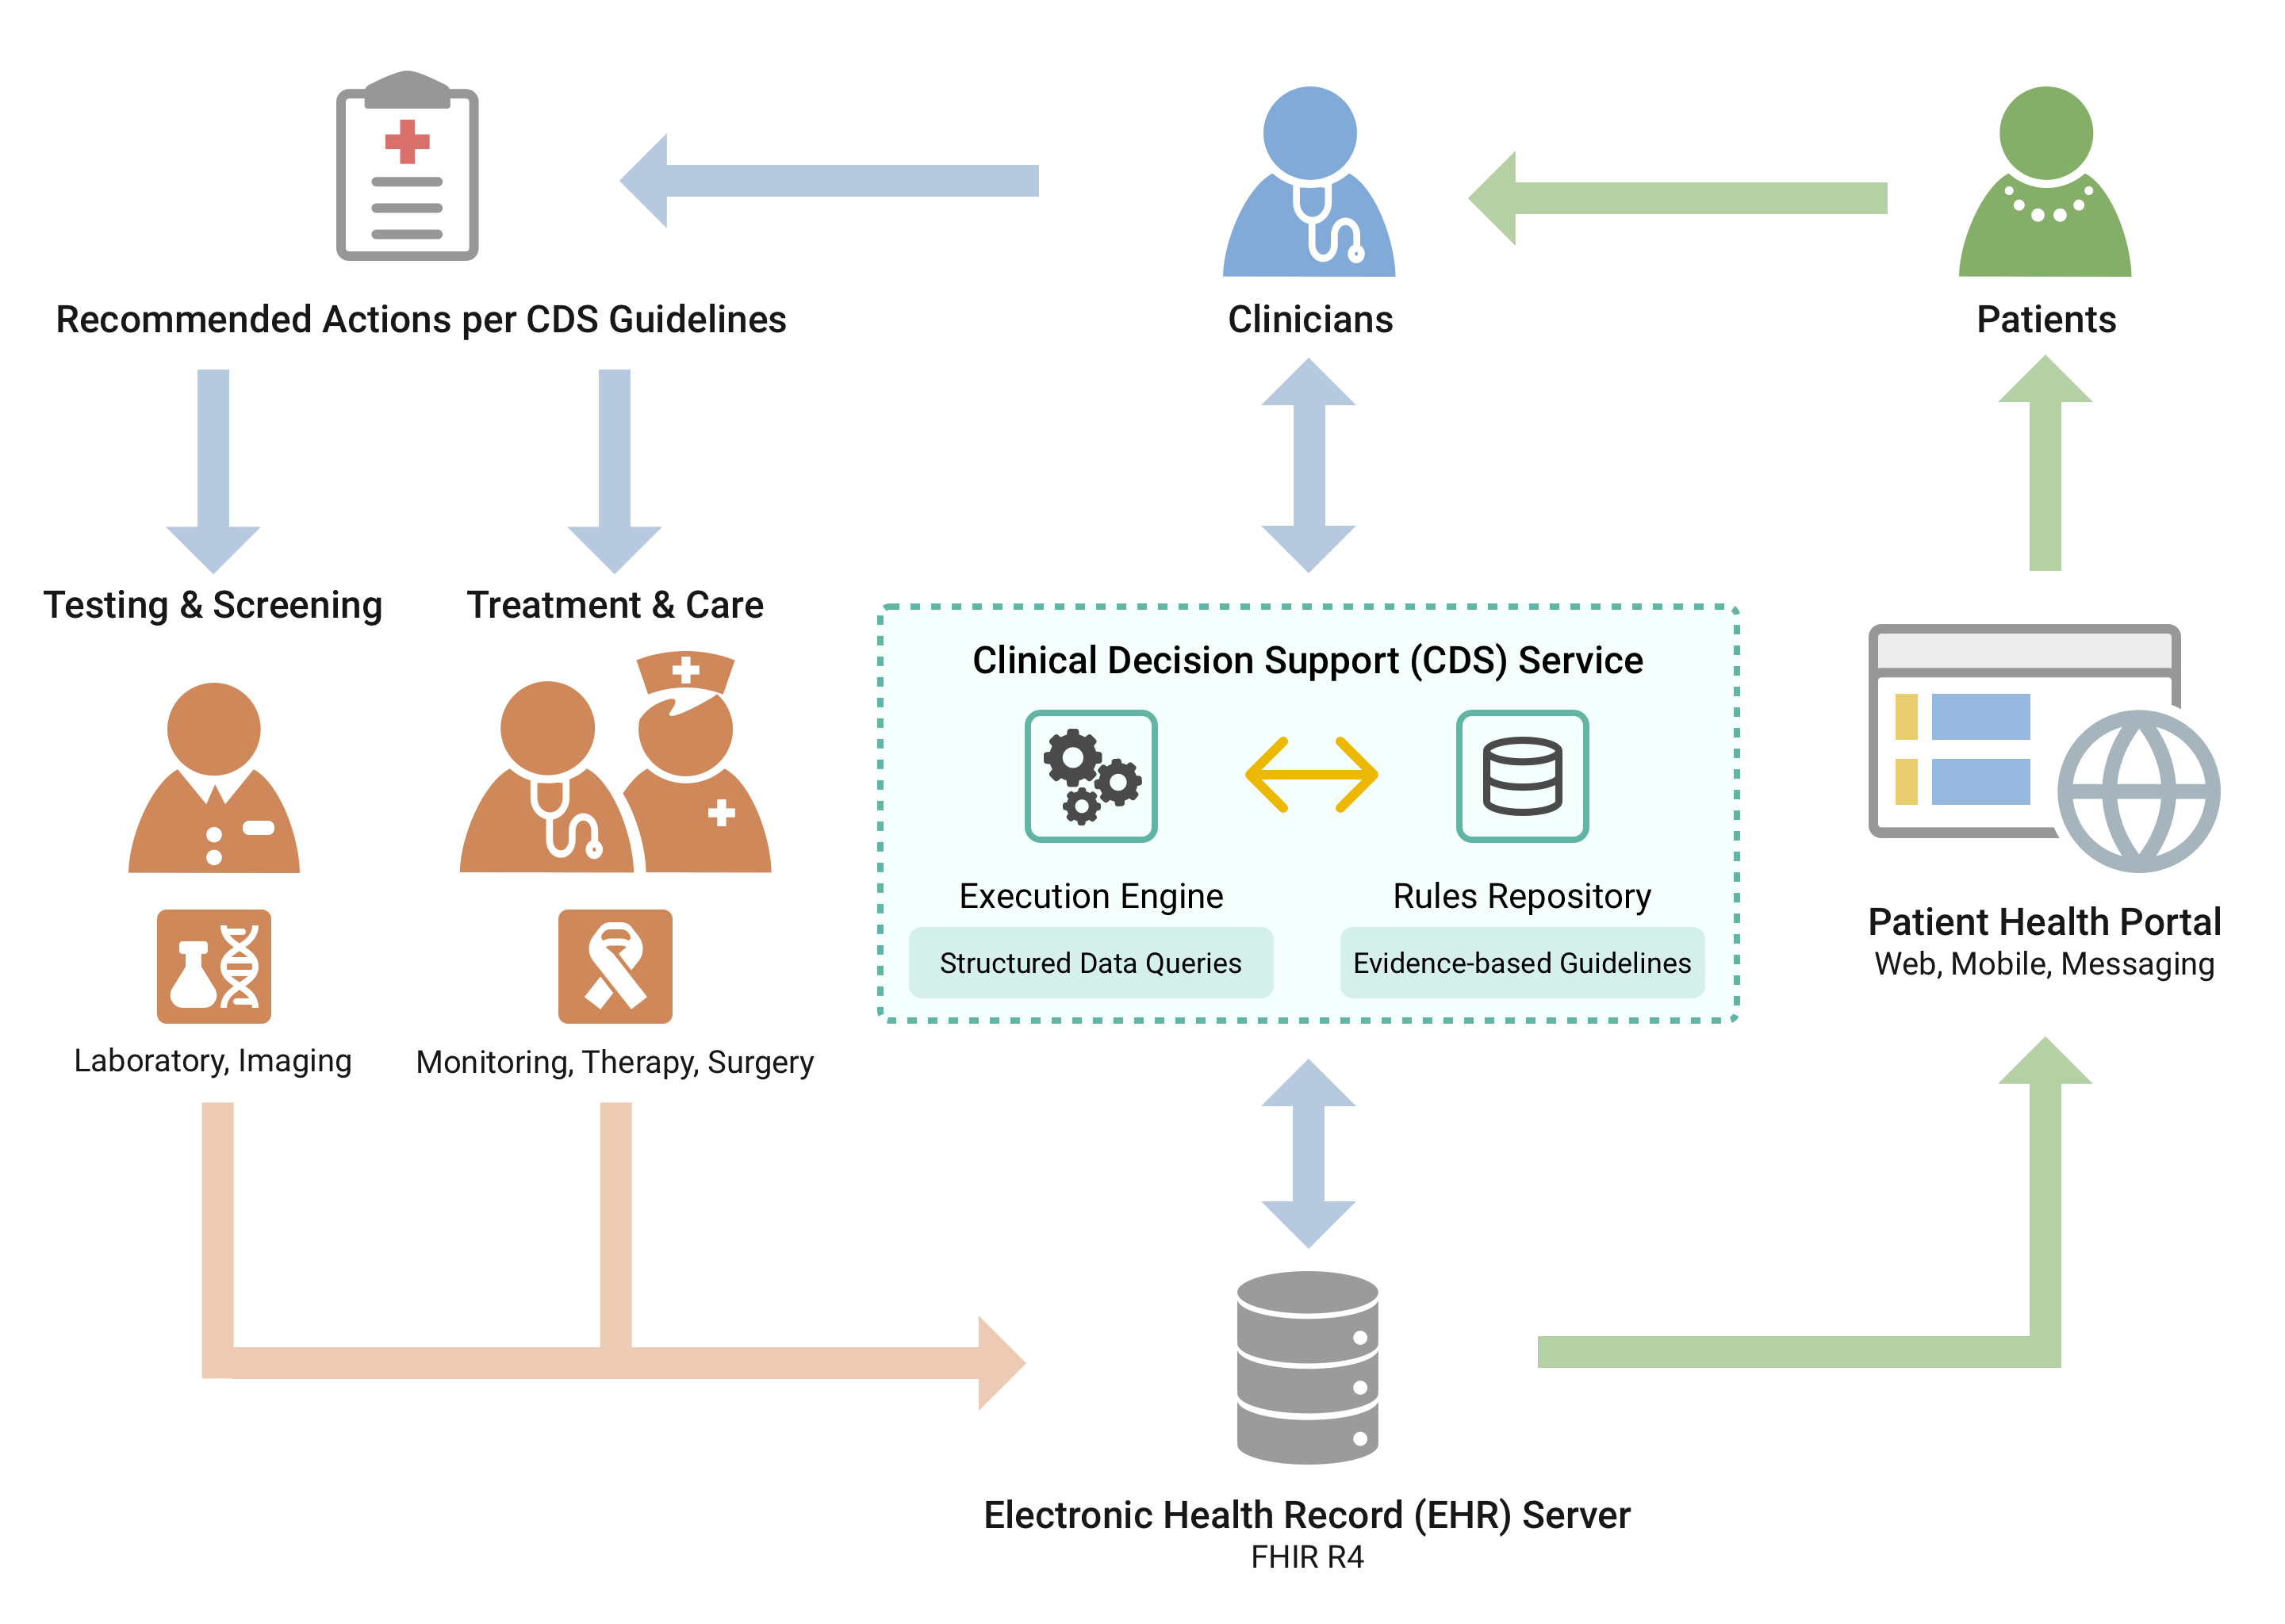 Recommended Actions per CDS Guidelines
Clinicians
Patients
Testing & Screening
Treatment & Care
Laboratory, Imaging
Monitoring, Therapy, Surgery
Clinical Decision Support (CDS) Service
Execution Engine
Rules Repository
Structured Data Queries
Evidence-based Guidelines
Patient Health Portal
Web, Mobile, Messaging
Electronic Health Record (EHR) Server
FHIR R4